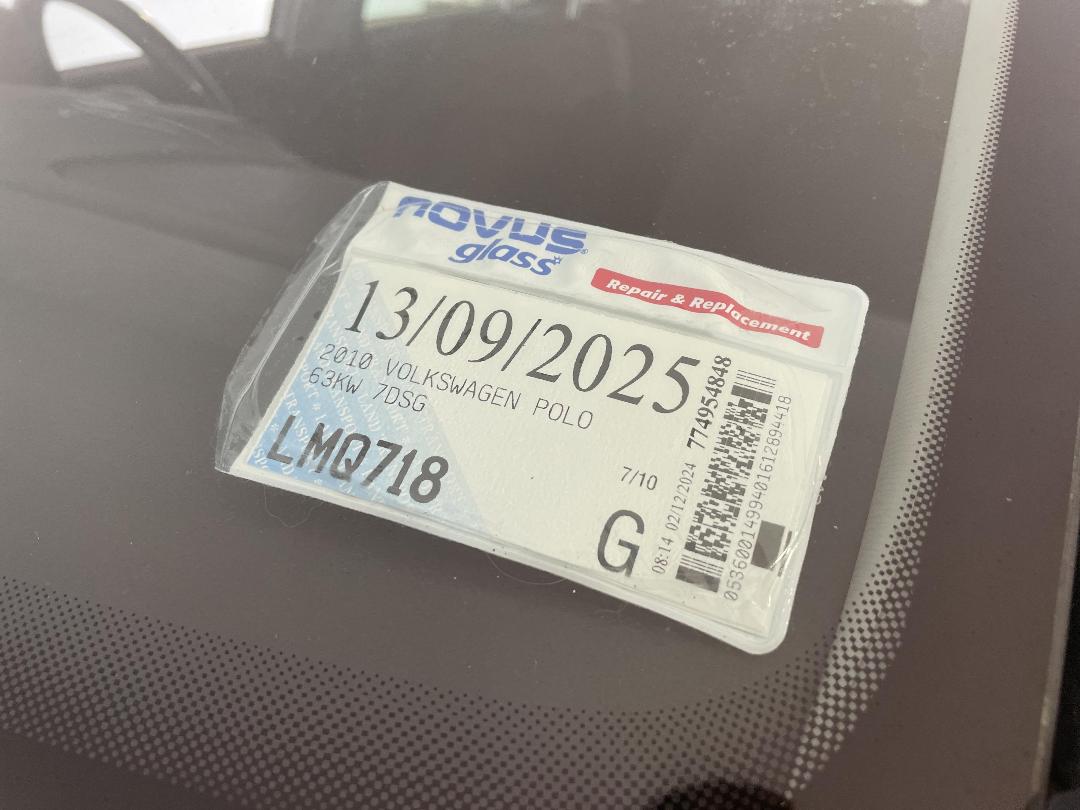 novus®
glass
Repair & Replacement
13/09/2025
2010 VOLKSWAGEN POLO
63KW 7DSG
LMQ718
7/10
G
08:14 02/12/2024
774954848
0536001499401612894418